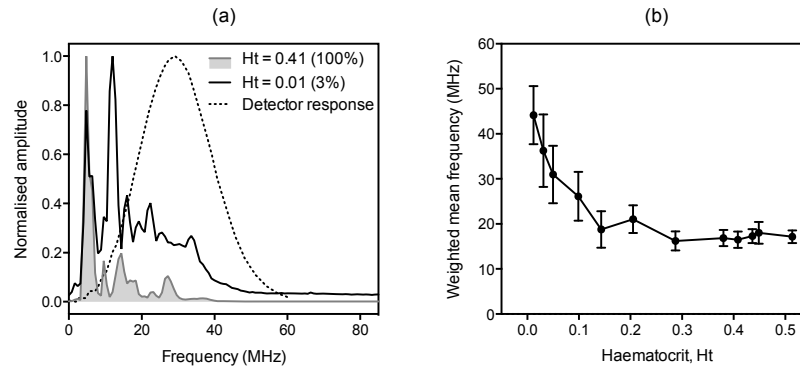 (a)
Ht = 0.41 (100%)
Ht = 0.01 (3%)
Detector response
Normalised amplitude
1.0
0.8
0.6
0.4
0.2
0.0
0 20 40 60 80
Frequency (MHz)
(b)
Weighted mean frequency (MHz)
60
50
40
30
20
10
0
0.0 0.1 0.2 0.3 0.4 0.5
Haematocrit, Ht